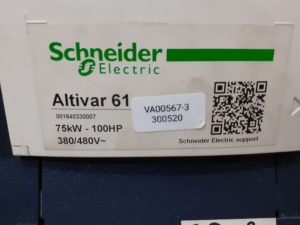 Schneider
Electric
Altivar 61
VA00567-3
300520
75kW - 100HP
380/480V~
Schneider Electric support